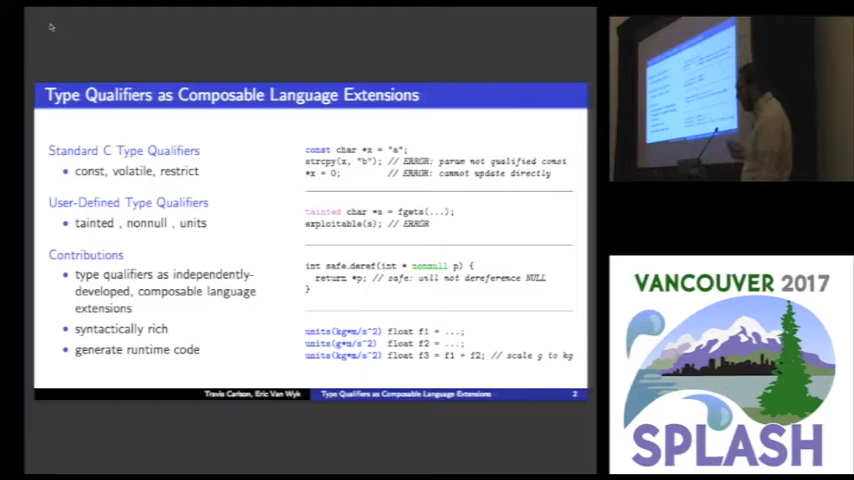 Type Qualifiers as Composable Language Extensions
Standard C Type Qualifiers
• const, volatile, restrict
User-Defined Type Qualifiers
• tainted , nonnull , units
Contributions
• type qualifiers as independently-
developed, composable language
extensions
• syntactically rich
• generate runtime code
const char *x = "a";
strcpy(x, "b"); // ERROR: param not qualified const
*x = 0; // ERROR: cannot update directly
tainted char *s = fgets(...);
exploitable(s); // ERROR
int safe_deref(int * nonnull p) {
return *p; // safe: will not dereference NULL
}
units(kg*m/s^2) float f1 = ...;
units(g*m/s^2) float f2 = ...;
units(kg*m/s^2) float f3 = f1 + f2; // scale g to kg
Travis Carlson, Eric Van Wyk
Type Qualifiers as Composable Language Extensions
2
VANCOUVER 2017
SPLASH